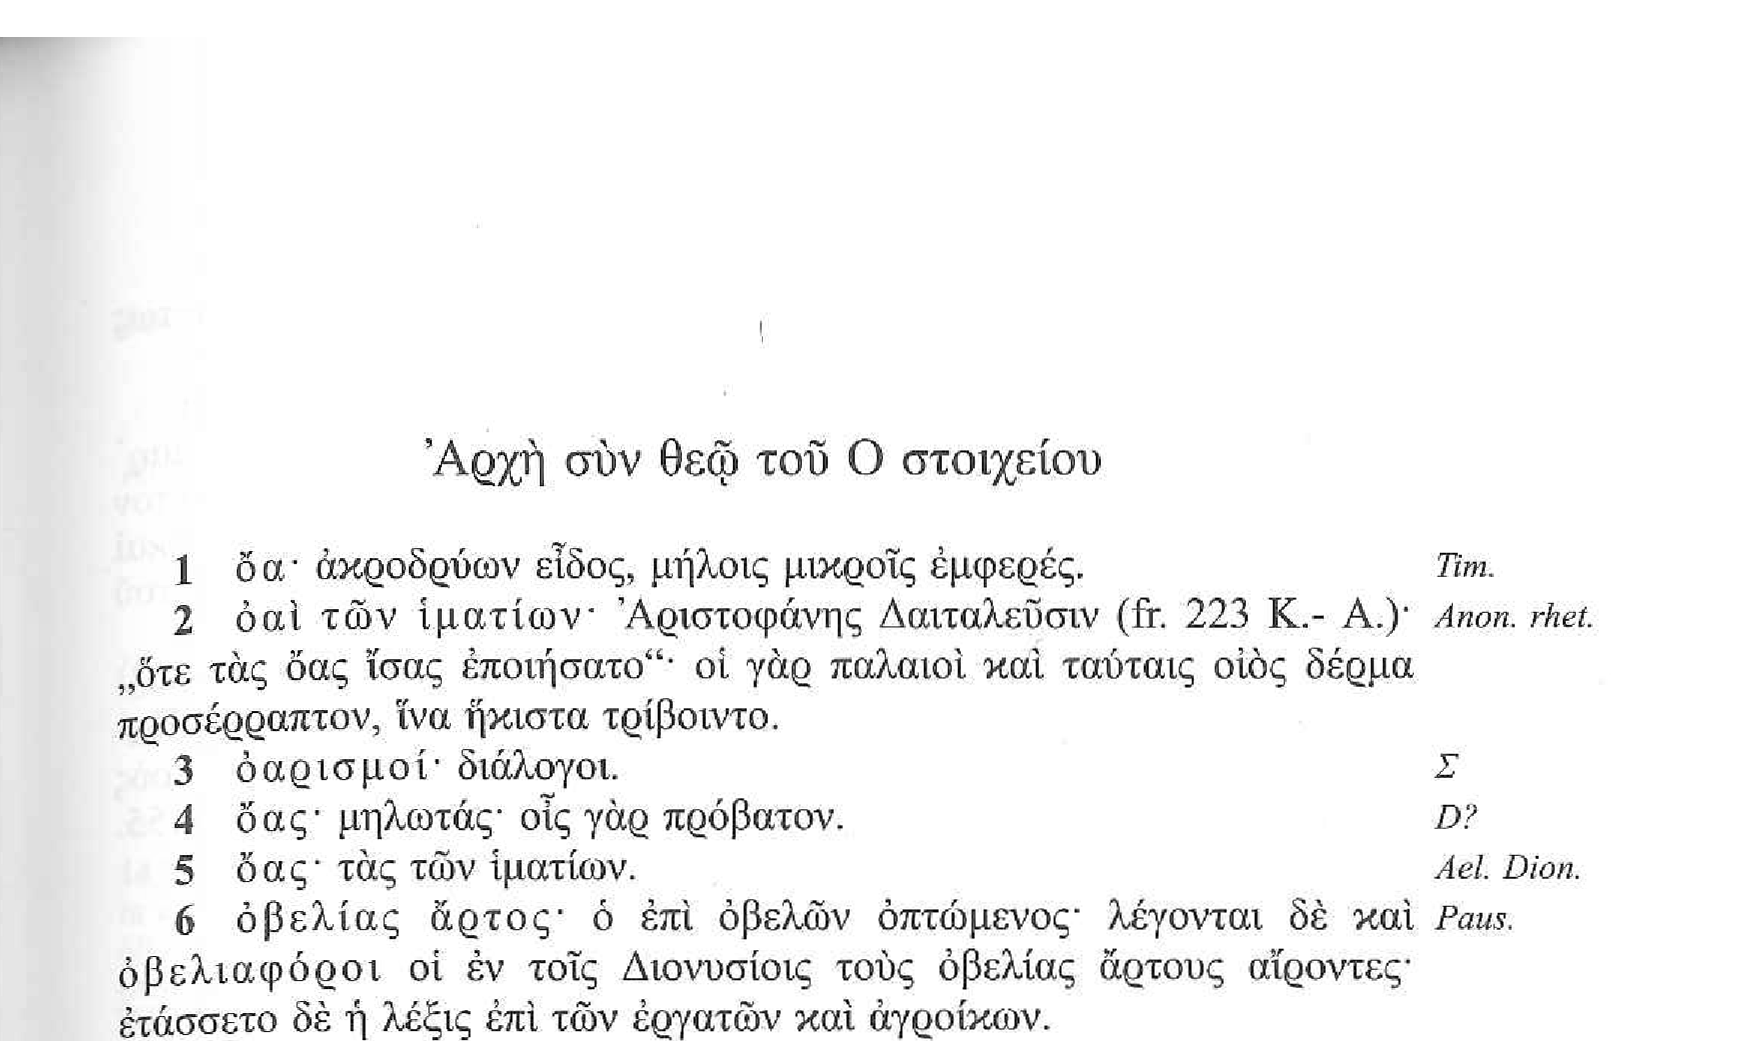 Ἀρχὴ σὺν θεῷ τοῦ Ο στοιχείου
1 ὄα· ἀκροδρύων εἶδος, μήλοις μικροῖς ἐμφερές. Tim.
2 ὀαὶ τῶν ἱματίων· Ἀριστοφάνης Δαιταλεῦσιν (fr. 223 K.- A.)· Anon. rhet.
„ὅτε τὰς ὄας ἴσας ἐποιήσατο“· οἱ γὰρ παλαιοὶ καὶ ταύταις οἰὸς δέρμα
προσέρραπτον, ἵνα ἥκιστα τρίβοιντο.
3 ὀαρισμοί· διάλογοι. Σ
4 ὄας· μηλωτάς· οἶς γὰρ πρόβατον. D?
5 ὄας· τὰς τῶν ἱματίων. Ael. Dion.
6 ὀβελίας ἄρτος· ὁ ἐπὶ ὀβελῶν ὀπτώμενος· λέγονται δὲ καὶ Paus.
ὀβελιαφόροι οἱ ἐν τοῖς Διονυσίοις τοὺς ὀβελίας ἄρτους αἴροντες·
ἐτάσσετο δὲ ἡ λέξις ἐπὶ τῶν ἐργατῶν καὶ ἀγροίκων.